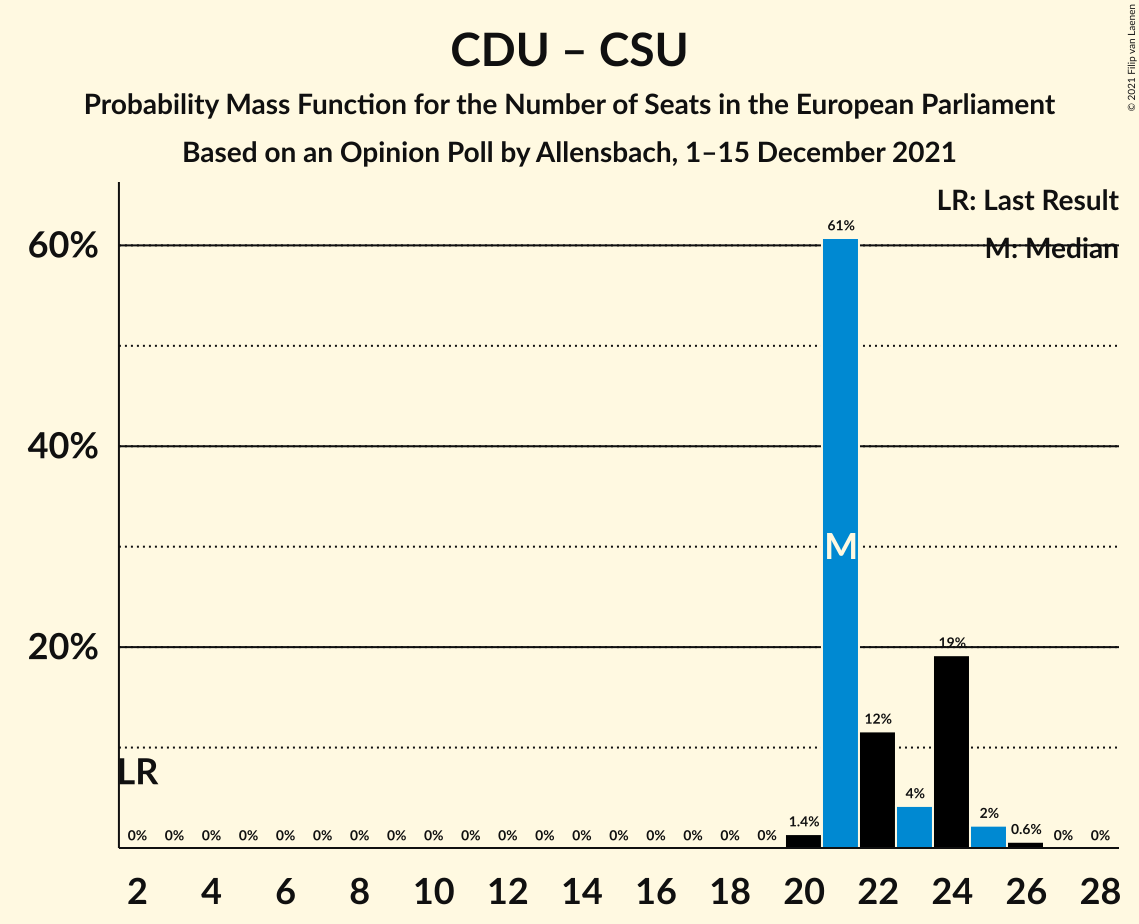 CDU – CSU
Probability Mass Function for the Number of Seats in the European Parliament
Based on an Opinion Poll by Allensbach, 1–15 December 2021
© 2021 Filip van Laenen
LR: Last Result
M: Median
60%
40%
20%
61%
M
19%
12%
LR
4%
2%
1.4%
0.6%
0% 0% 0% 0% 0% 0% 0% 0% 0% 0% 0% 0% 0% 0% 0% 0% 0% 0% 0% 0%
2 4 6 8 10 12 14 16 18 20 22 24 26 28